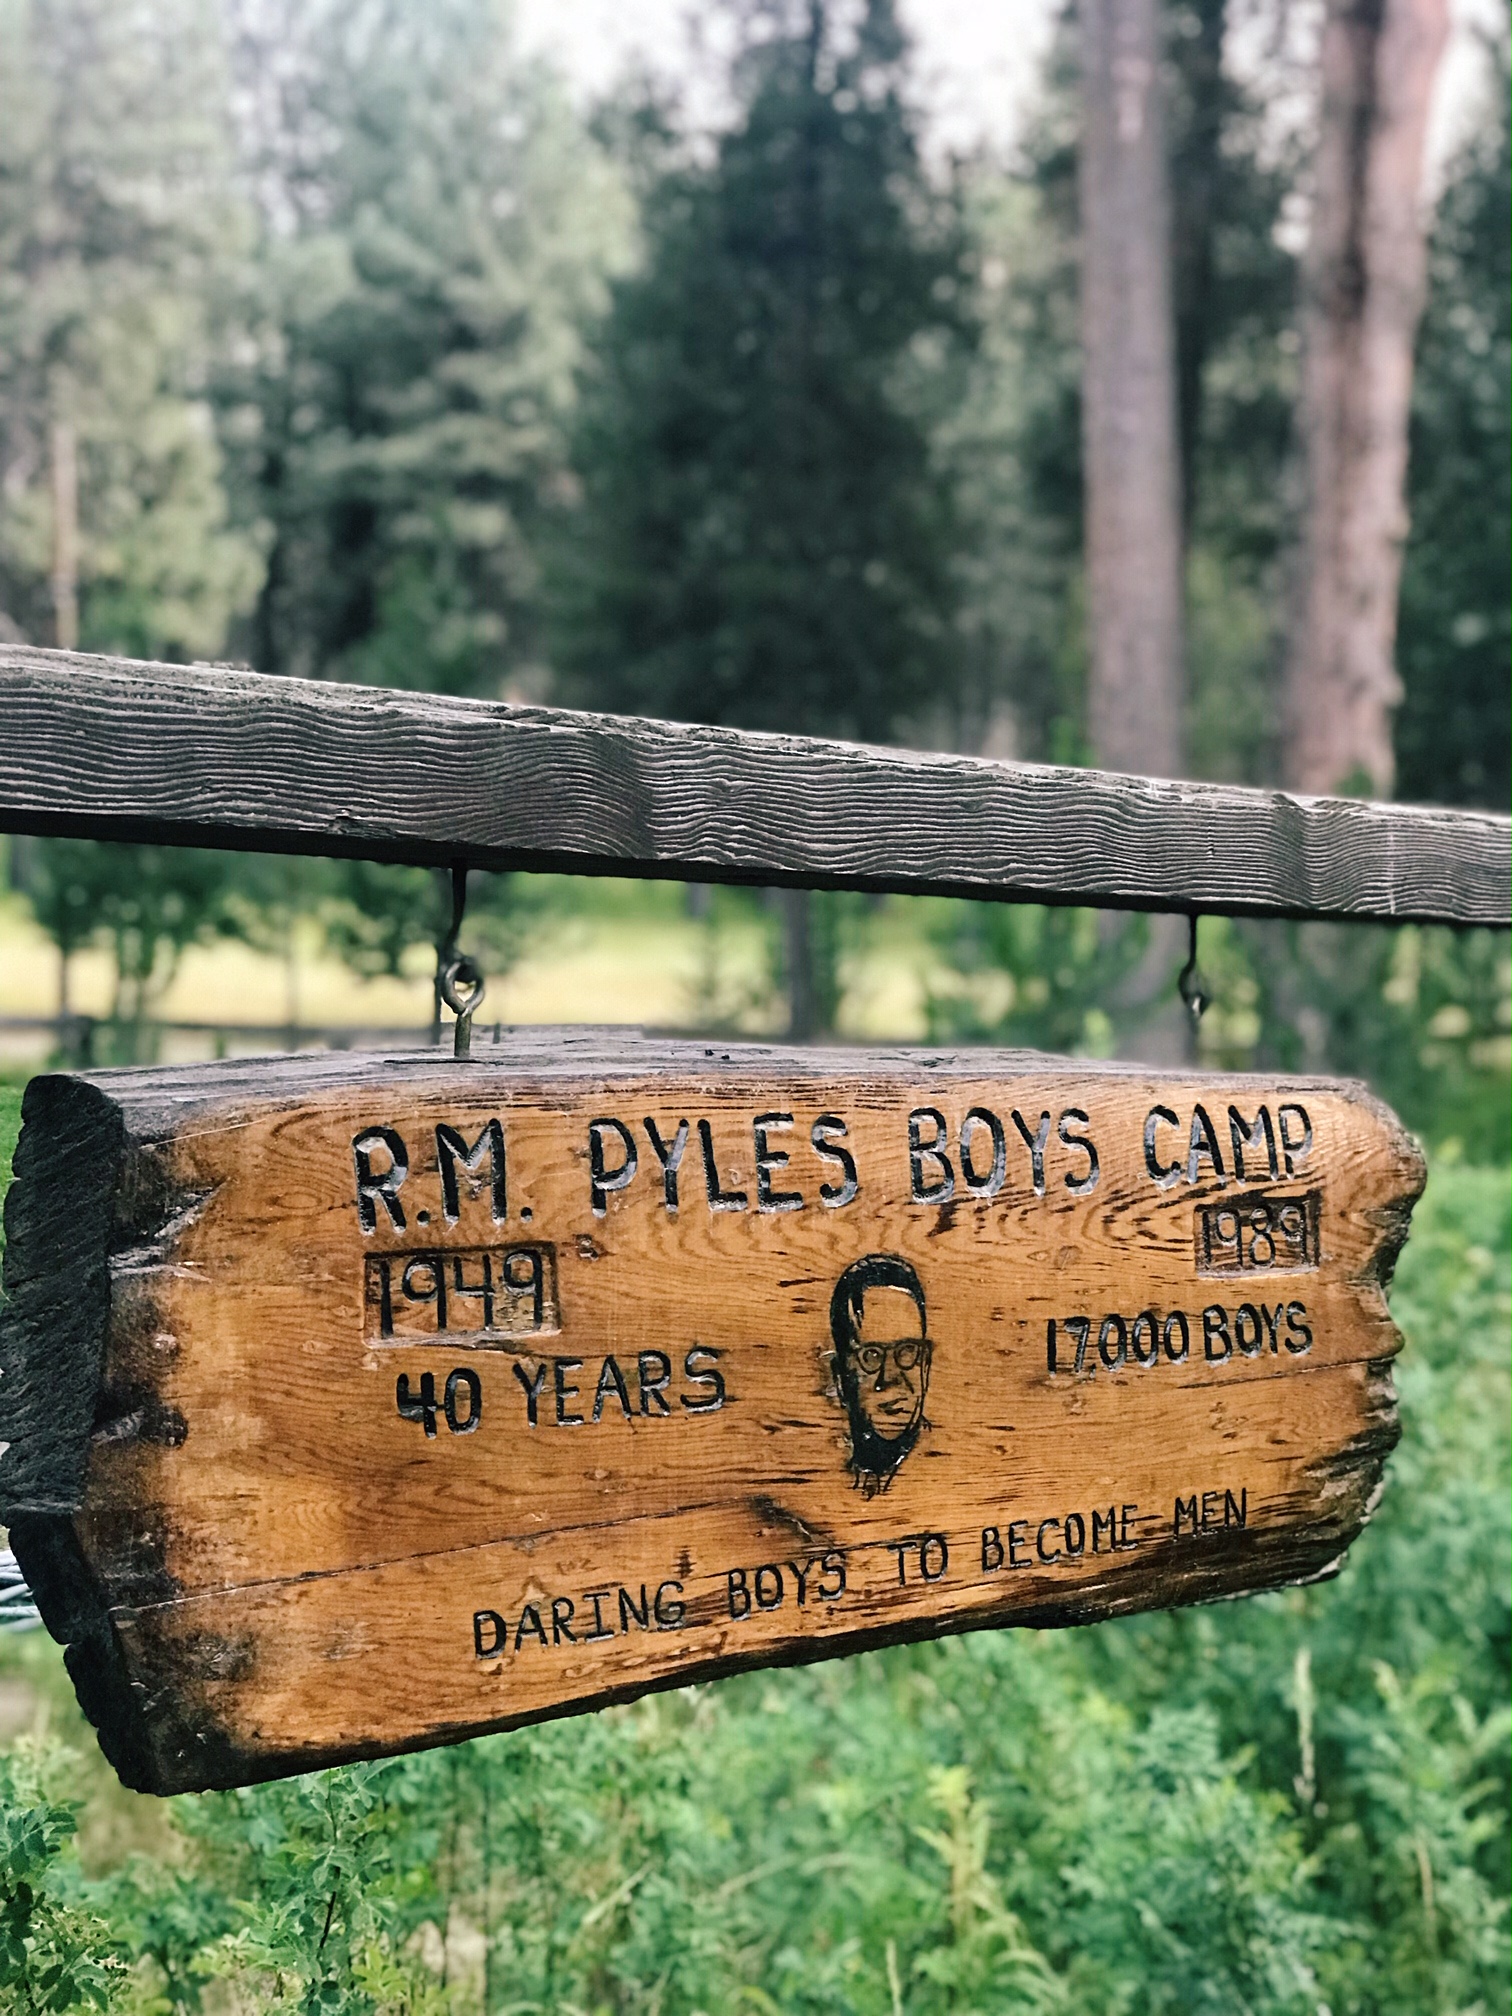 R.M. PYLES BOYS CAMP
1949 1989
40 YEARS 17,000 BOYS
DARING BOYS TO BECOME MEN